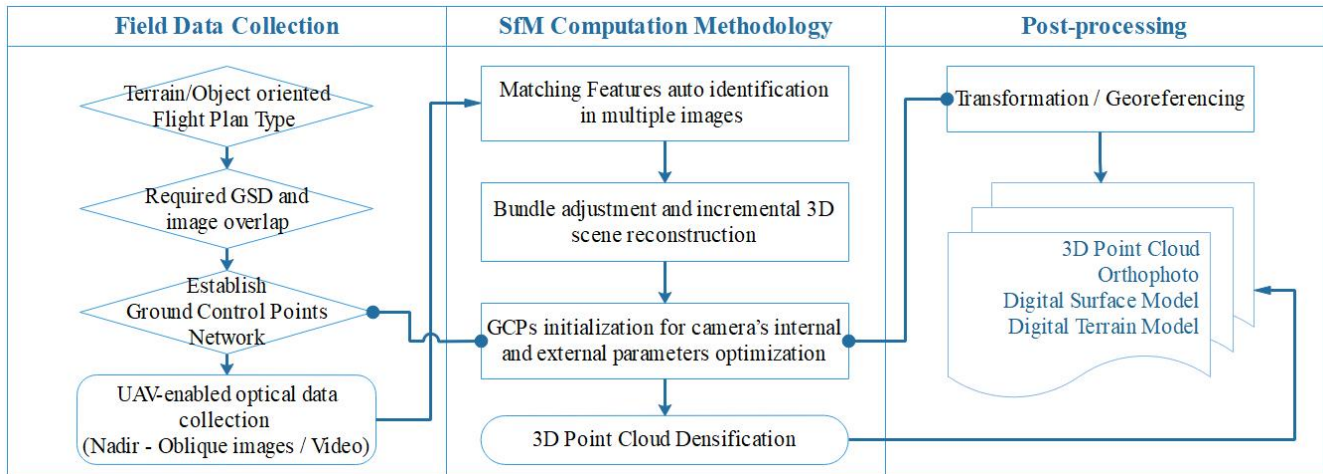 Field Data Collection
Terrain/Object oriented
Flight Plan Type
Required GSD and
image overlap
Establish
Ground Control Points
Network
UAV-enabled optical data
collection
(Nadir - Oblique images / Video)
SfM Computation Methodology
Matching Features auto identification
in multiple images
Bundle adjustment and incremental 3D
scene reconstruction
GCPs initialization for camera's internal
and external parameters optimization
3D Point Cloud Densification
Post-processing
Transformation / Georeferencing
3D Point Cloud
Orthophoto
Digital Surface Model
Digital Terrain Model